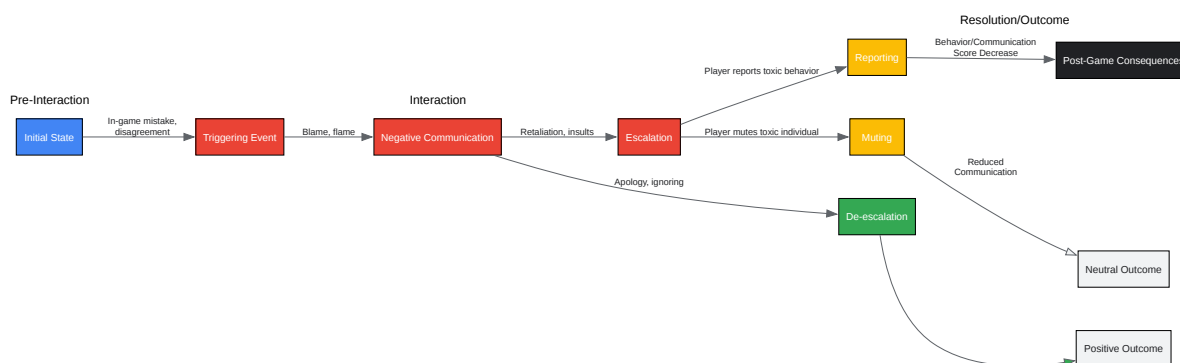 Resolution/Outcome
Behavior/Communication
Score Decrease
Reporting
Post-Game Consequences
Player reports toxic behavior
Pre-Interaction
Interaction
In-game mistake,
disagreement
Initial State
Triggering Event
Blame, flame
Negative Communication
Retaliation, insults
Escalation
Player mutes toxic individual
Muting
Reduced
Communication
Apology, ignoring
De-escalation
Neutral Outcome
Positive Outcome